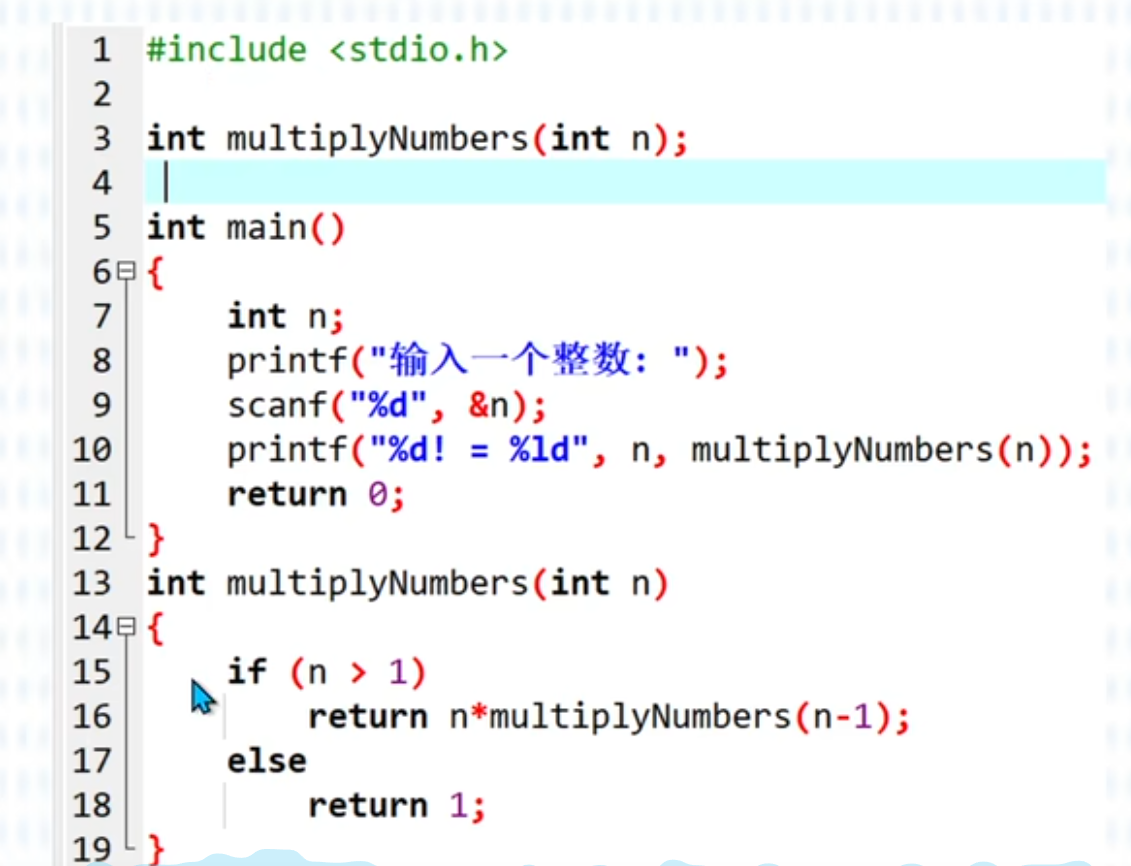 1 #include <stdio.h>
2
3 int multiplyNumbers(int n);
4
5 int main()
6 {
7 int n;
8 printf("输入一个整数: ");
9 scanf("%d", &n);
10 printf("%d! = %ld", n, multiplyNumbers(n));
11 return 0;
12 }
13 int multiplyNumbers(int n)
14 {
15 if (n > 1)
16 return n*multiplyNumbers(n-1);
17 else
18 return 1;
19 }